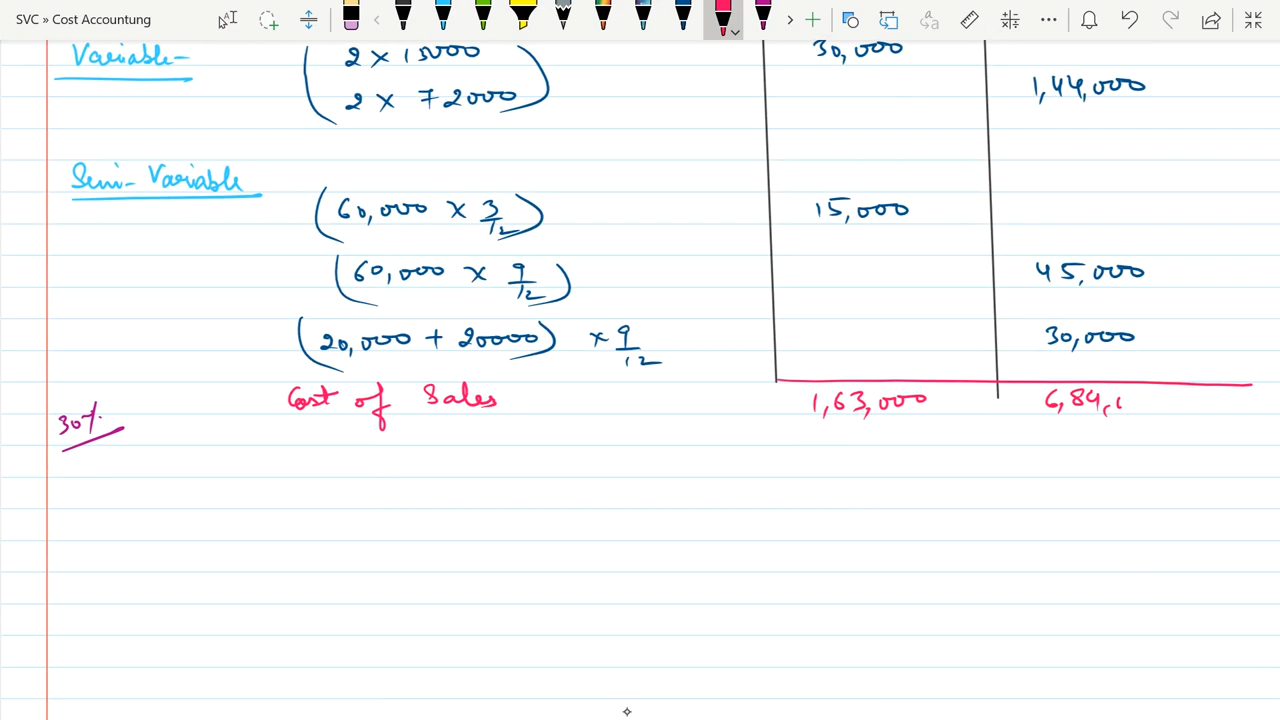 SVC » Cost Accountung
Variable-
2 × 15000
30,000
2 × 72000
1,44,000
Semi- Variable
(60,000 × 3/12)
15,000
(60,000 × 9/12)
45,000
(20,000 + 20000) × 9/12
30,000
Cost of Sales
1,63,000
6,84,
30%